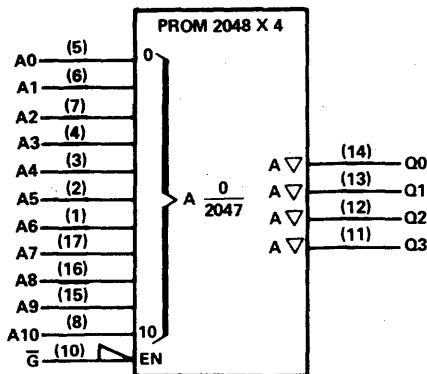 PROM 2048 X 4
A0 (5) 0
A1 (6)
A2 (7)
A3 (4)
A4 (3)
A5 (2)
A6 (1)
A7 (17)
A8 (16)
A9 (15)
A10 (8) 10
G̅ (10) EN
A 0/2047
A ▽ (14) Q0
A ▽ (13) Q1
A ▽ (12) Q2
A ▽ (11) Q3